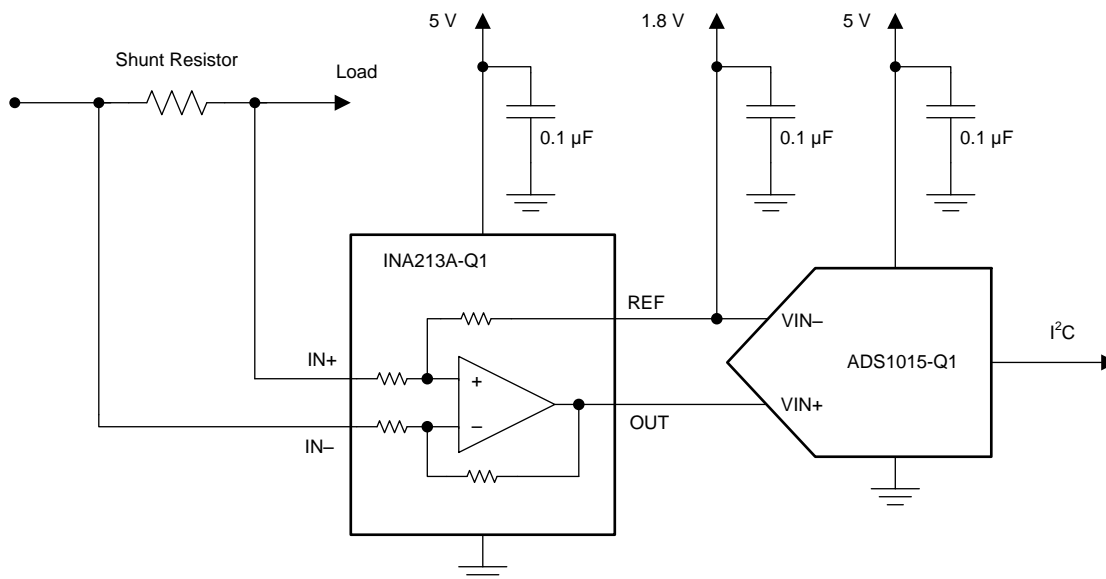 5 V
1.8 V
5 V
Shunt Resistor
Load
0.1 µF
0.1 µF
0.1 µF
INA213A-Q1
REF
VIN–
I²C
IN+
+
ADS1015-Q1
VIN+
OUT
–
IN–